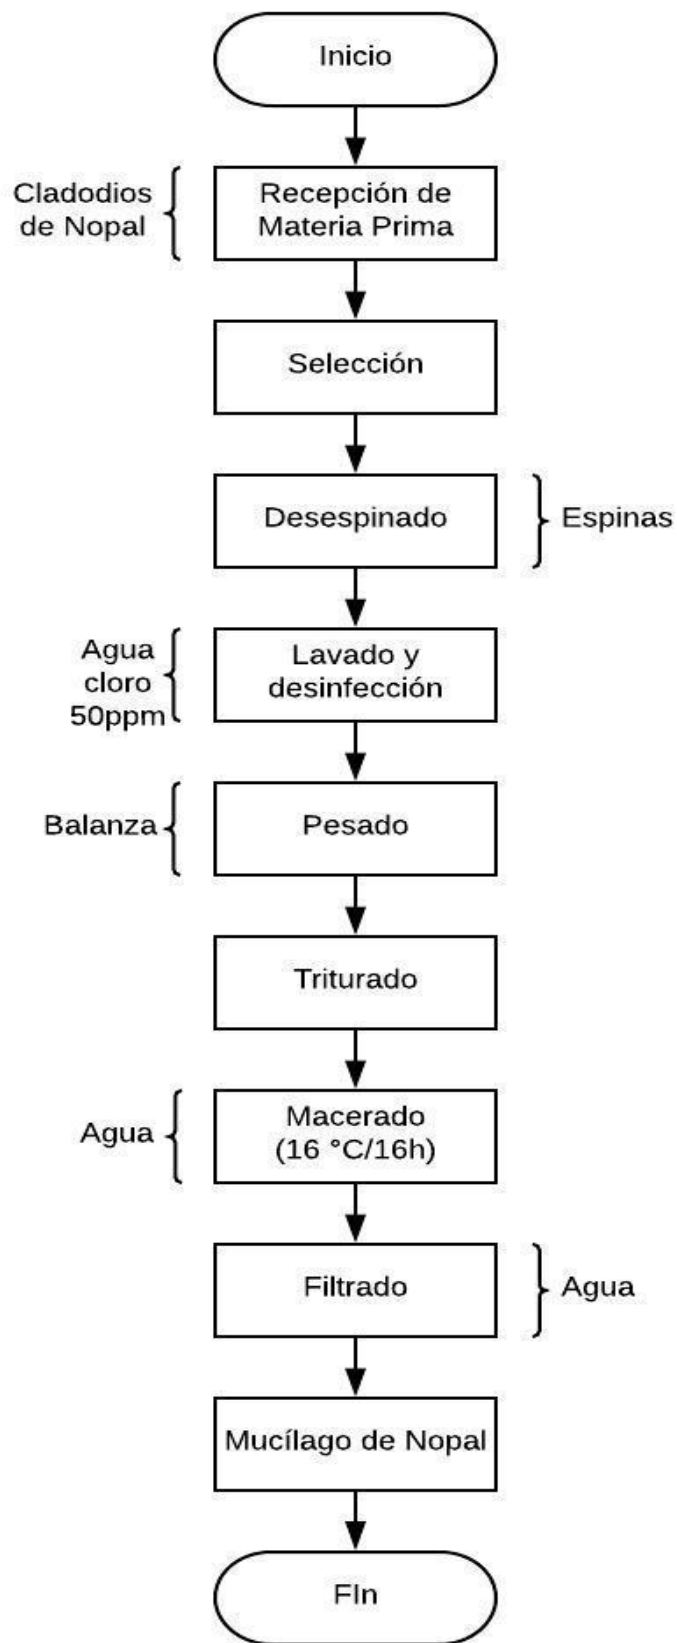 Inicio
Cladodios
de Nopal
Recepción de
Materia Prima
Selección
Desespinado
Espinas
Agua
cloro
50ppm
Lavado y
desinfección
Balanza
Pesado
Triturado
Agua
Macerado
(16 °C/16h)
Filtrado
Agua
Mucílago de Nopal
FIn